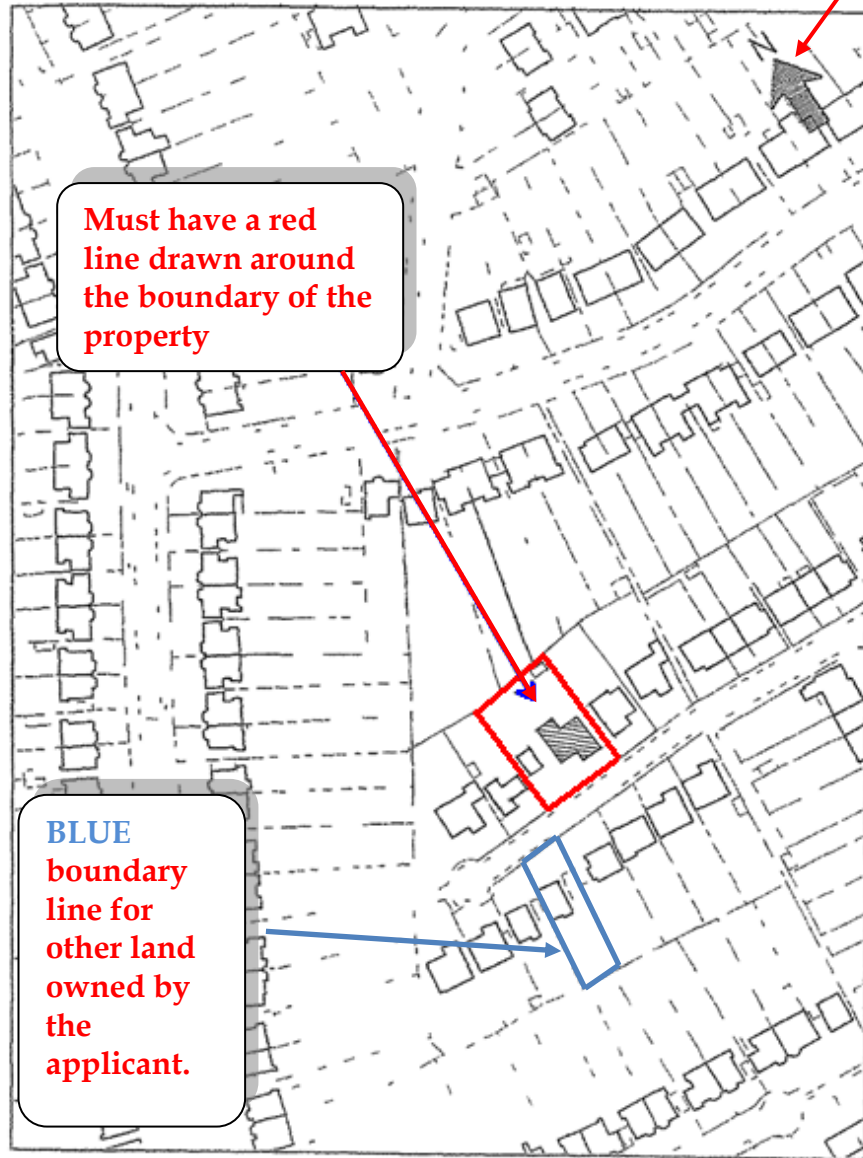 N
Must have a red
line drawn around
the boundary of the
property
BLUE
boundary
line for
other land
owned by
the
applicant.